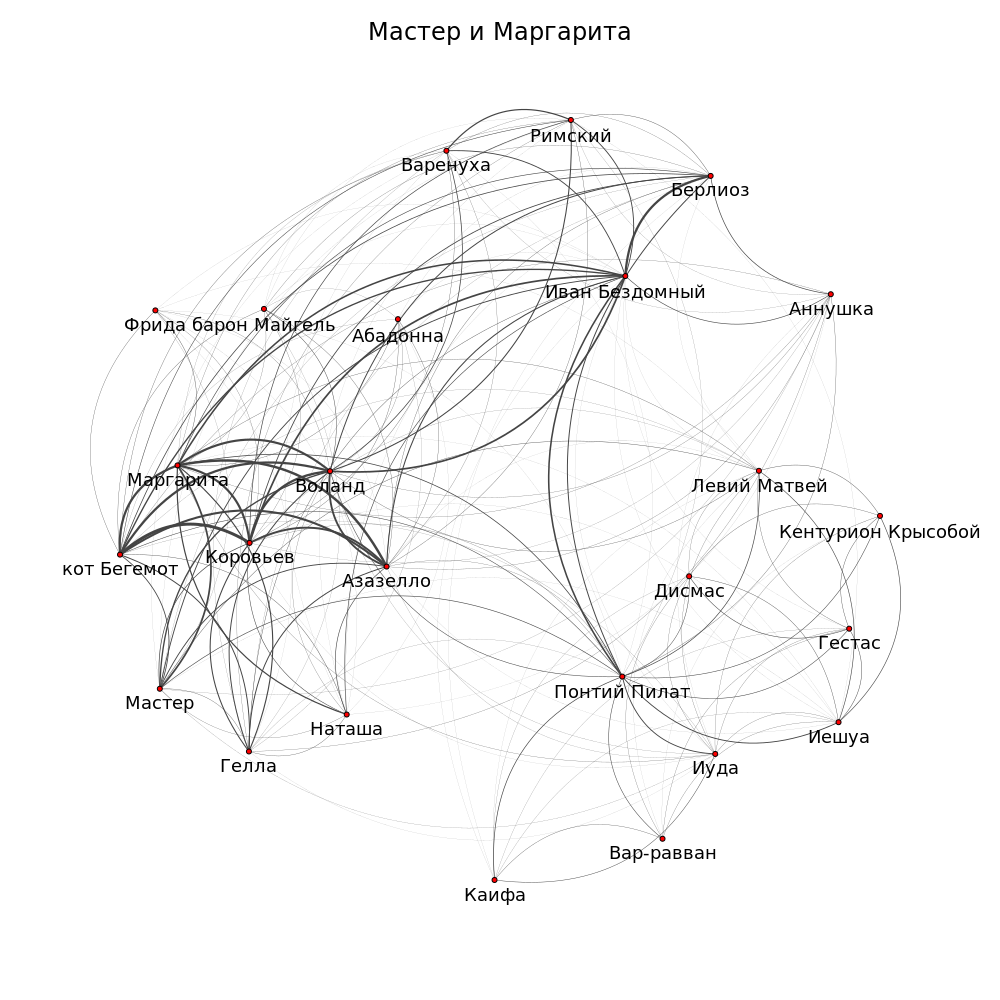 Мастер и Маргарита
Римский
Варенуха
Берлиоз
Иван Бездомный
Аннушка
Фрида
барон Майгель
Абадонна
Маргарита
Воланд
Левий Матвей
Кентурион Крысобой
кот Бегемот
Коровьев
Азазелло
Дисмас
Гестас
Понтий Пилат
Мастер
Наташа
Иешуа
Гелла
Иуда
Вар-равван
Каифа